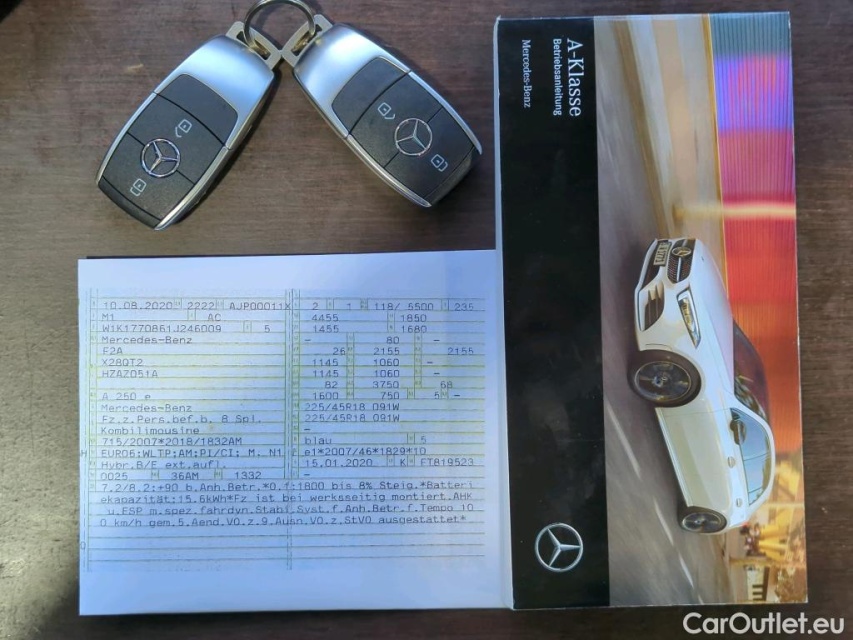 A-Klasse
Betriebsanleitung
Mercedes-Benz
10.08.2020 2222 AJP00011X 2 1 118/ 5500 235
M1 AC 4455 1850
W1K1770861J246009 5 1455 1680
Mercedes-Benz - 80 -
F2A 26 2155 2155
X28QT2 1145 1060 -
HZAZ051A 1145 1060 -
82 3750 68
A 250 e 1600 750 5 -
Mercedes-Benz 225/45R18 091W
Fz.z.Pers.bef.b. 8 Spl. 225/45R18 091W
Kombilimousine -
715/2007*2018/1832AM blau 5
EURO6;WLTP;AM:PI/CI; M, N1 e1*2007/46*1829*10
Hybr.B/E ext.aufl. 15.01.2020 K FT819523
0025 36AM 1332
7.2/8.2:+90 b.Anh.Betr.*O.f:1800 bis 8% Steig.*Batteri
ekapazität:15.6kWh*Fz ist bei werksseitig montiert.AHK
u.ESP m.spez.fahrdyn.Stabi.Syst.f.Anh.Betr.f.Tempo 10
0 km/h gem.5.Aend.VO.z.9.Ausn.VO.z.StVO ausgestattet*
CarOutlet.eu